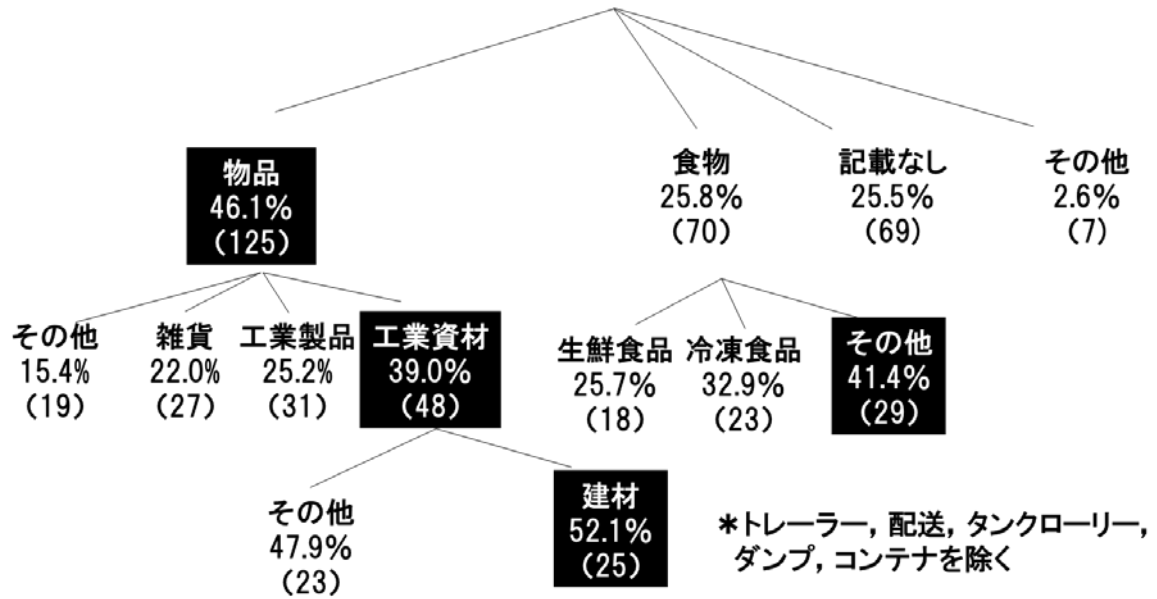 物品
46.1%
(125)
食物
25.8%
(70)
記載なし
25.5%
(69)
その他
2.6%
(7)
その他
15.4%
(19)
雑貨
22.0%
(27)
工業製品
25.2%
(31)
工業資材
39.0%
(48)
生鮮食品
25.7%
(18)
冷凍食品
32.9%
(23)
その他
41.4%
(29)
その他
47.9%
(23)
建材
52.1%
(25)
*トレーラー, 配送, タンクローリー,
ダンプ, コンテナを除く